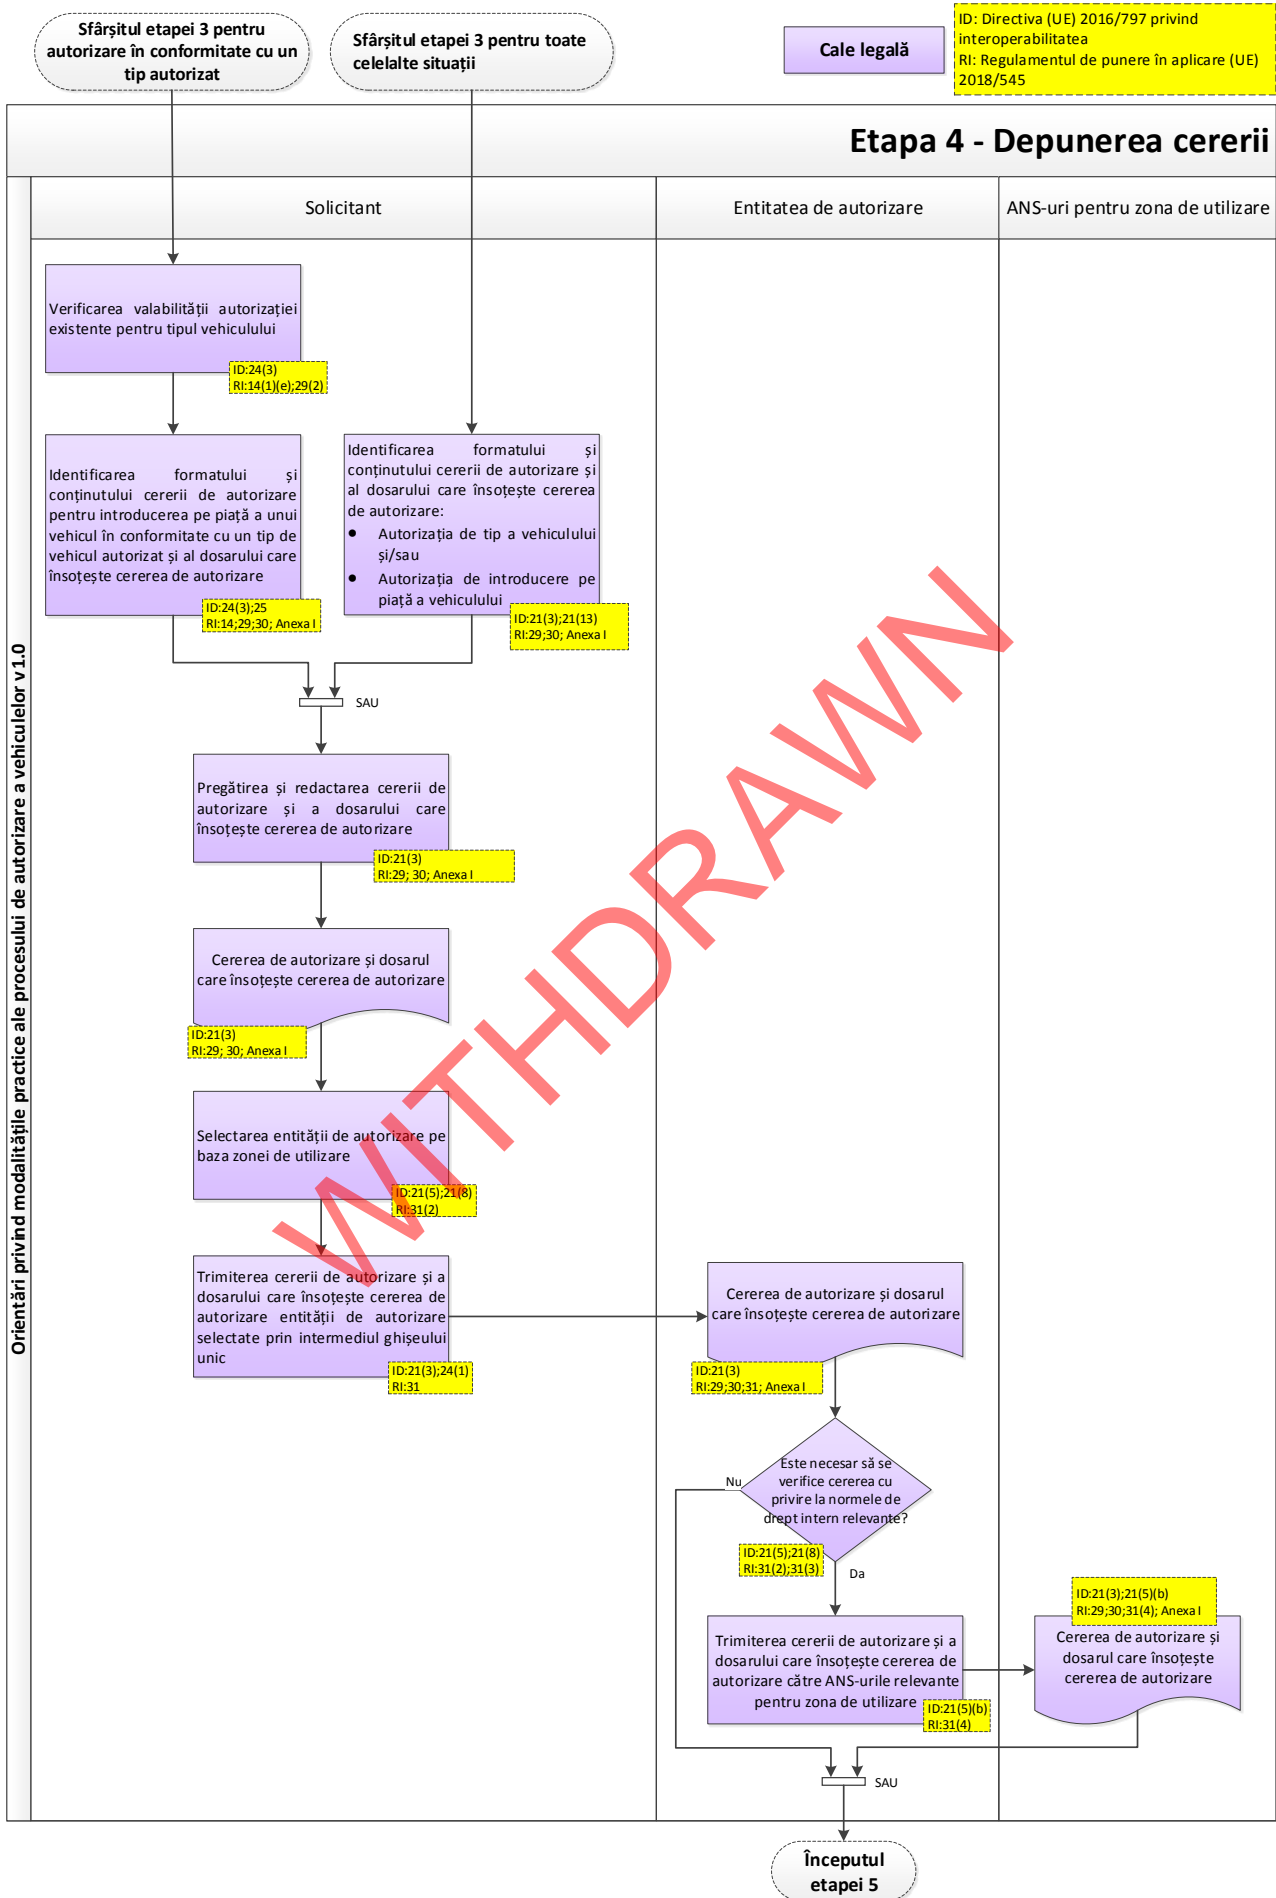 Sfârșitul etapei 3 pentru
autorizare în conformitate cu un
tip autorizat
Sfârșitul etapei 3 pentru toate
celelalte situații
Cale legală
ID: Directiva (UE) 2016/797 privind
interoperabilitatea
RI: Regulamentul de punere în aplicare (UE)
2018/545
Etapa 4 - Depunerea cererii
Orientări privind modalitățile practice ale procesului de autorizare a vehiculelor v1.0
Solicitant
Entitatea de autorizare
ANS-uri pentru zona de utilizare
Verificarea valabilității autorizației
existente pentru tipul vehiculului
ID:24(3)
RI:14(1)(e);29(2)
Identificarea formatului și
conținutului cererii de autorizare
pentru introducerea pe piață a unui
vehicul în conformitate cu un tip de
vehicul autorizat și al dosarului care
însoțește cererea de autorizare
ID:24(3);25
RI:14;29;30; Anexa I
Identificarea formatului și
conținutului cererii de autorizare și
al dosarului care însoțește cererea
de autorizare:
● Autorizația de tip a vehiculului
și/sau
● Autorizația de introducere pe
piață a vehiculului
ID:21(3);21(13)
RI:29;30; Anexa I
SAU
Pregătirea și redactarea cererii de
autorizare și a dosarului care
însoțește cererea de autorizare
ID:21(3)
RI:29; 30; Anexa I
Cererea de autorizare și dosarul
care însoțește cererea de autorizare
ID:21(3)
RI:29; 30; Anexa I
Selectarea entității de autorizare pe
baza zonei de utilizare
ID:21(5);21(8)
RI:31(2)
Trimiterea cererii de autorizare și a
dosarului care însoțește cererea de
autorizare entității de autorizare
selectate prin intermediul ghișeului
unic
ID:21(3);24(1)
RI:31
Cererea de autorizare și dosarul
care însoțește cererea de autorizare
ID:21(3)
RI:29;30;31; Anexa I
Este necesar să se
verifice cererea cu
privire la normele de
drept intern relevante?
Nu
ID:21(5);21(8)
RI:31(2);31(3)
Da
Trimiterea cererii de autorizare și a
dosarului care însoțește cererea de
autorizare către ANS-urile relevante
pentru zona de utilizare
ID:21(5)(b)
RI:31(4)
ID:21(3);21(5)(b)
RI:29;30;31(4); Anexa I
Cererea de autorizare și
dosarul care însoțește
cererea de autorizare
SAU
Începutul
etapei 5
WITHDRAWN